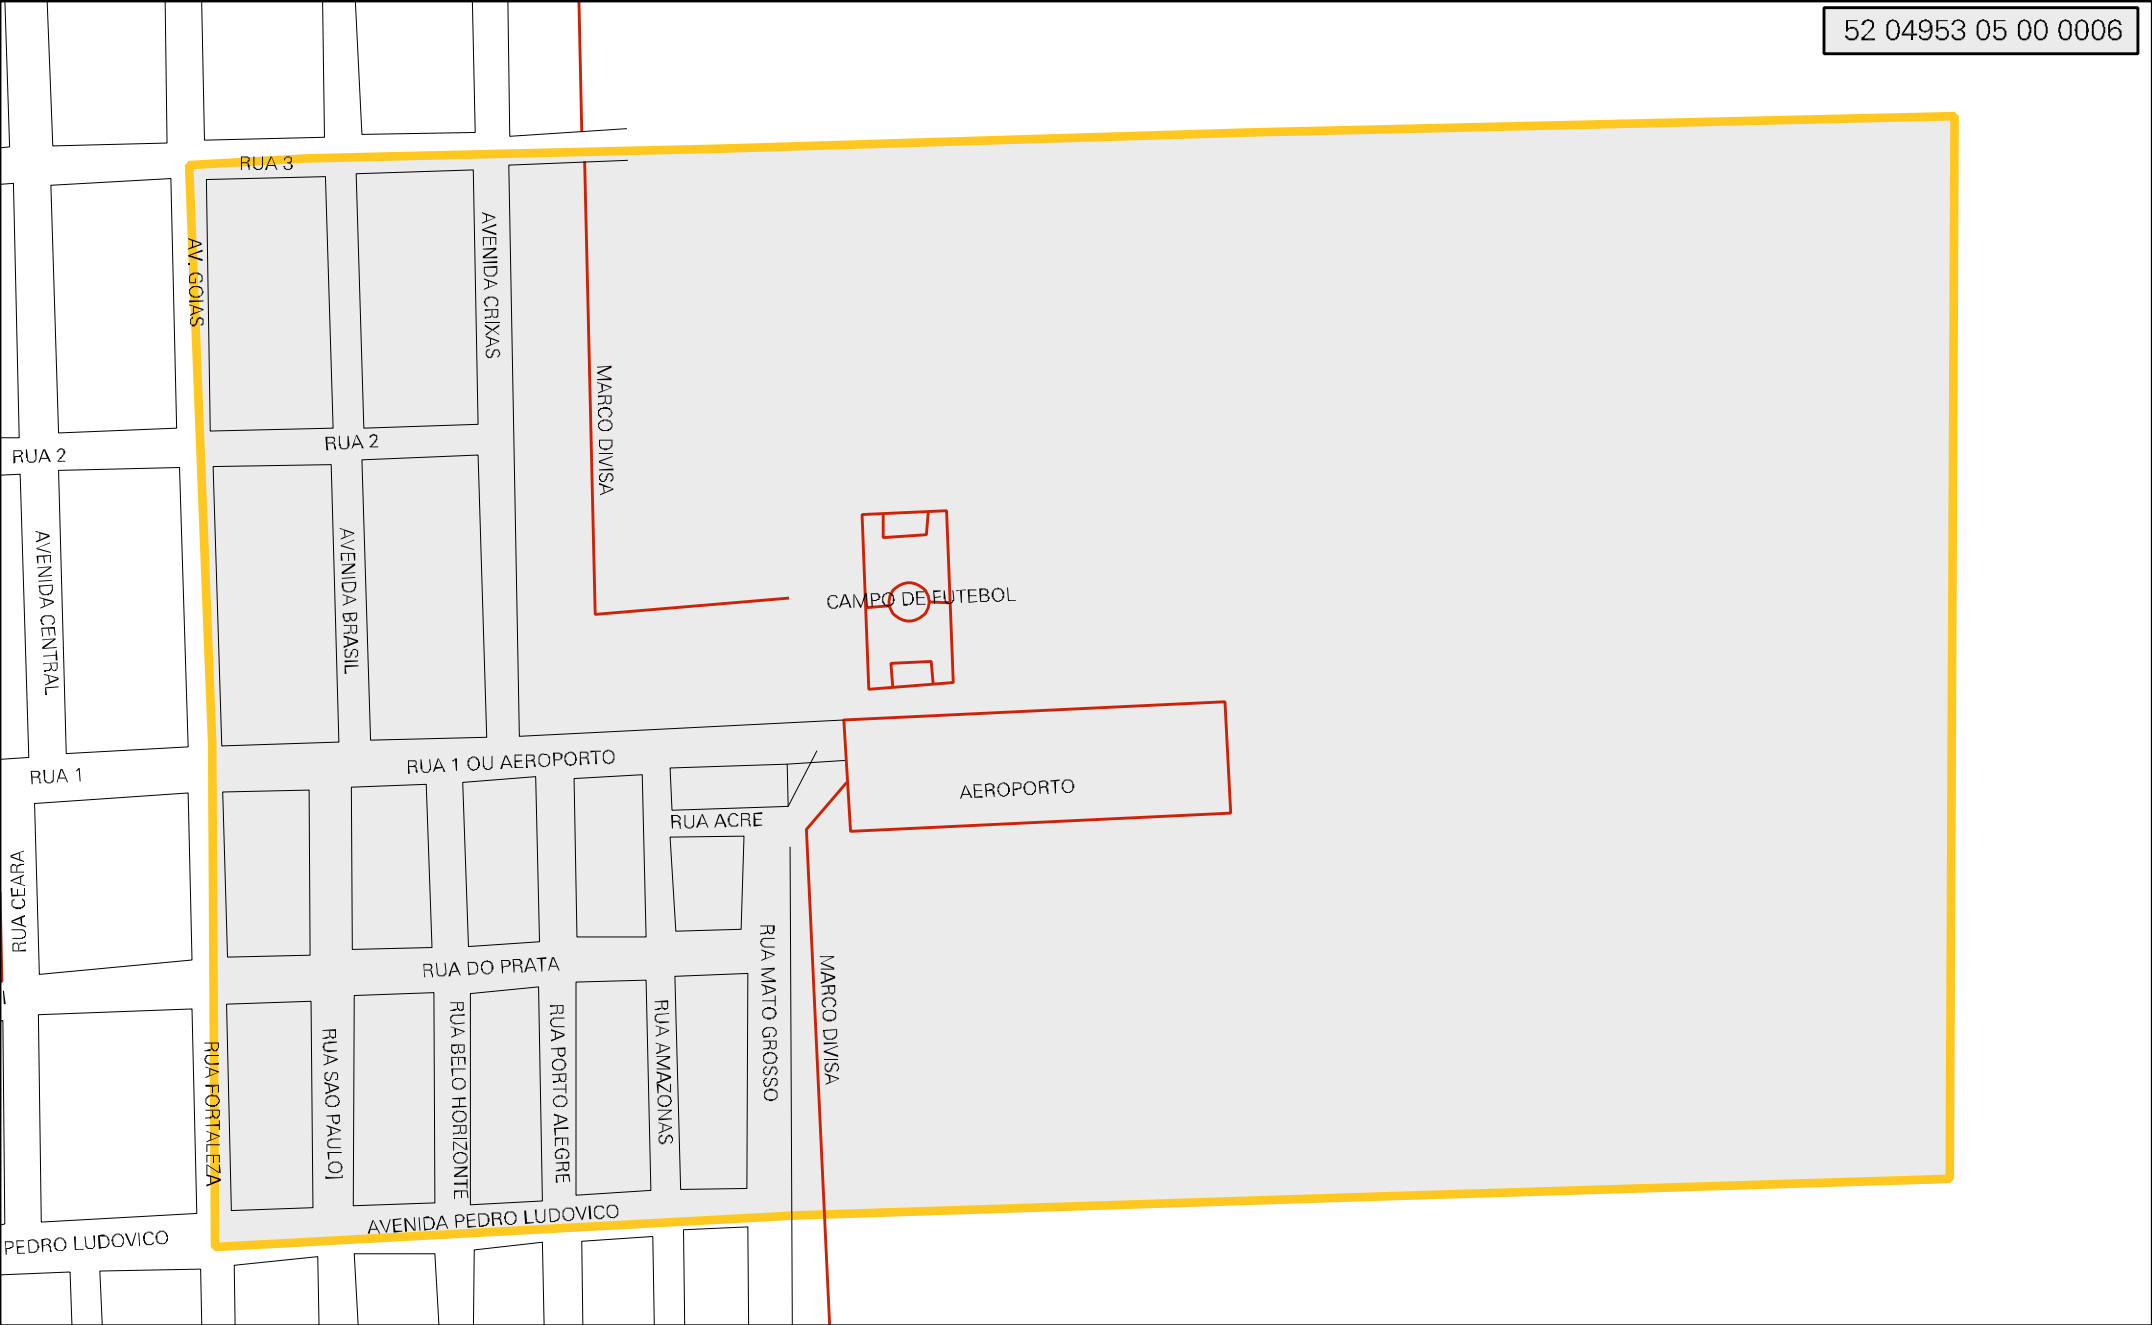 52 04953 05 00 0006
RUA 3
AV. GOIAS
AVENIDA CRIXAS
MARCO DIVISA
RUA 2
RUA 2
AVENIDA CENTRAL
AVENIDA BRASIL
CAMPO DE FUTEBOL
RUA 1
RUA 1 OU AEROPORTO
AEROPORTO
RUA ACRE
RUA CEARA
RUA DO PRATA
RUA MATO GROSSO
MARCO DIVISA
RUA FORTALEZA
RUA SAO PAULO]
RUA BELO HORIZONTE
RUA PORTO ALEGRE
RUA AMAZONAS
AVENIDA PEDRO LUDOVICO
PEDRO LUDOVICO